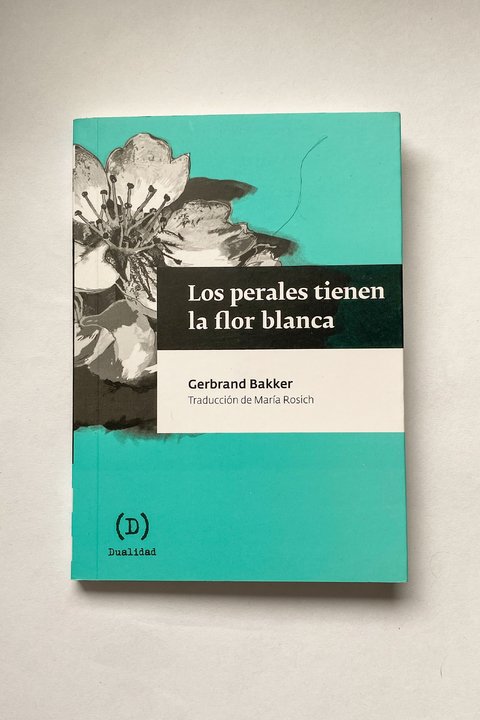 Los perales tienen
la flor blanca
Gerbrand Bakker
Traducción de María Rosich
(D)
Dualidad